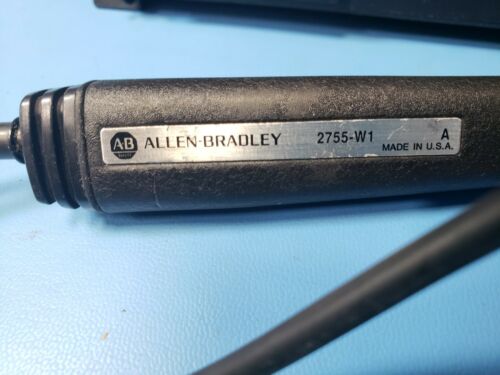 AB ALLEN-BRADLEY 2755-W1 A
MADE IN U.S.A.